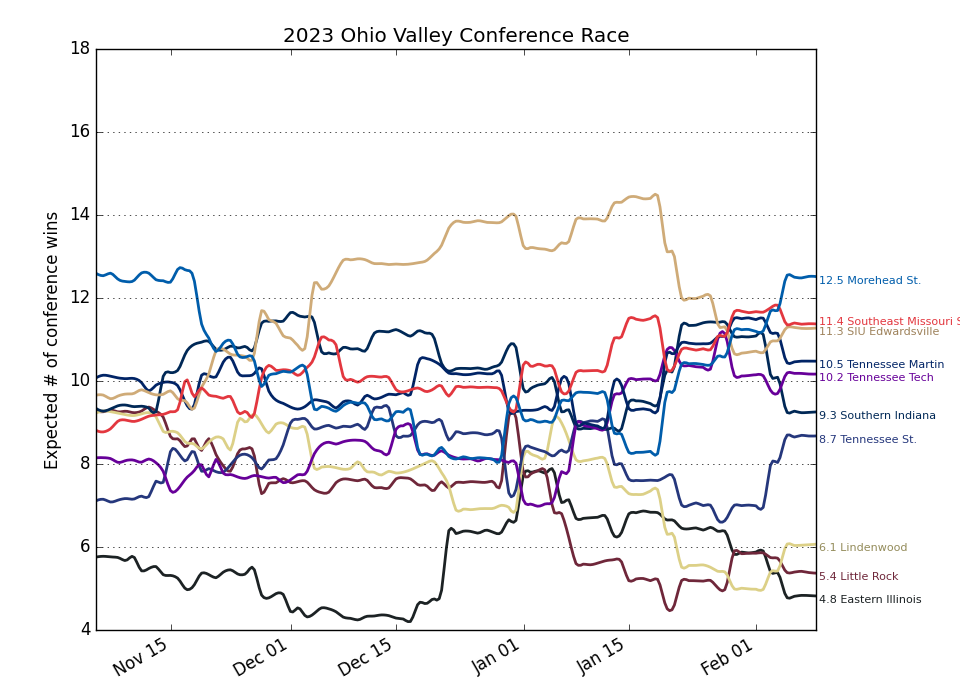 2023 Ohio Valley Conference Race
Expected # of conference wins
18
16
14
12
10
8
6
4
Nov 15
Dec 01
Dec 15
Jan 01
Jan 15
Feb 01
12.5 Morehead St.
11.4 Southeast Missouri S
11.3 SIU Edwardsville
10.5 Tennessee Martin
10.2 Tennessee Tech
9.3 Southern Indiana
8.7 Tennessee St.
6.1 Lindenwood
5.4 Little Rock
4.8 Eastern Illinois